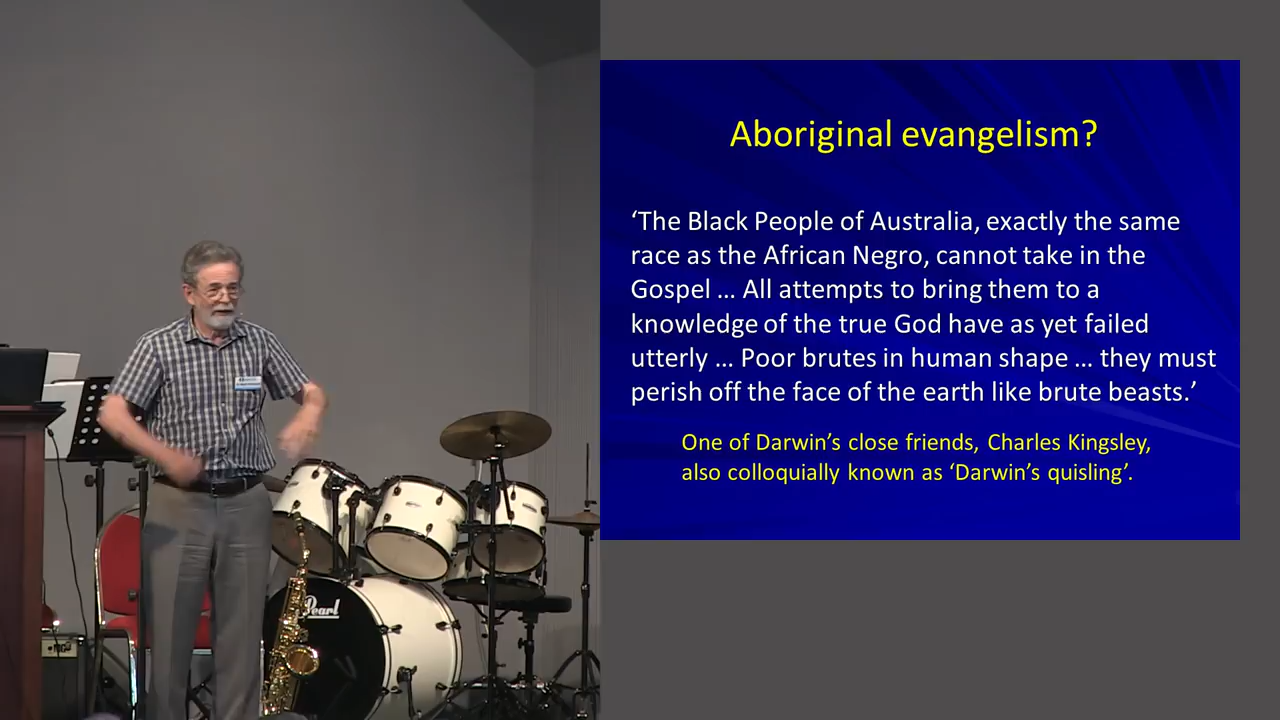 Aboriginal evangelism?
‘The Black People of Australia, exactly the same
race as the African Negro, cannot take in the
Gospel ... All attempts to bring them to a
knowledge of the true God have as yet failed
utterly ... Poor brutes in human shape ... they must
perish off the face of the earth like brute beasts.’
One of Darwin’s close friends, Charles Kingsley,
also colloquially known as ‘Darwin’s quisling’.
Pearl